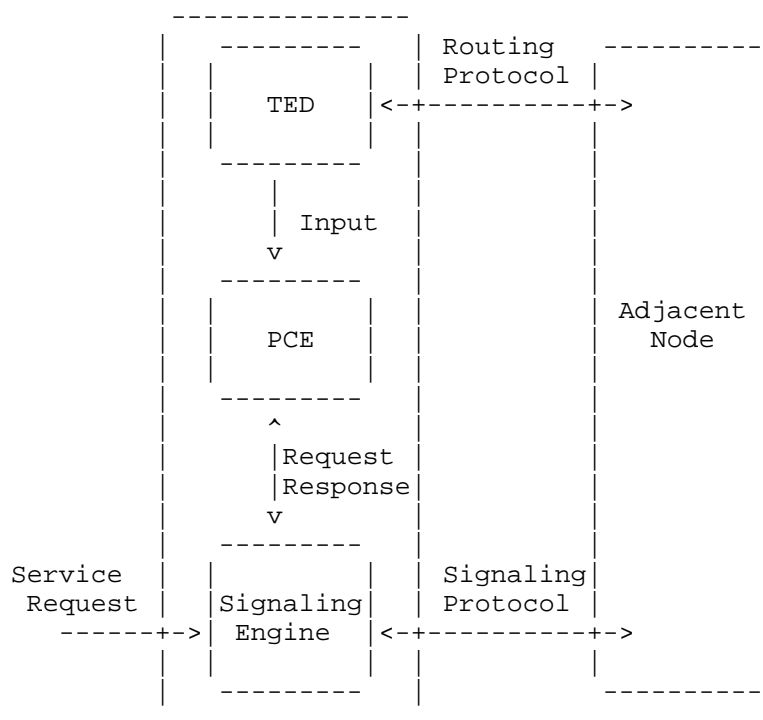 Routing
Protocol
TED
Input
PCE
Adjacent
Node
Request
Response
Service
Request
Signaling
Engine
Signaling
Protocol